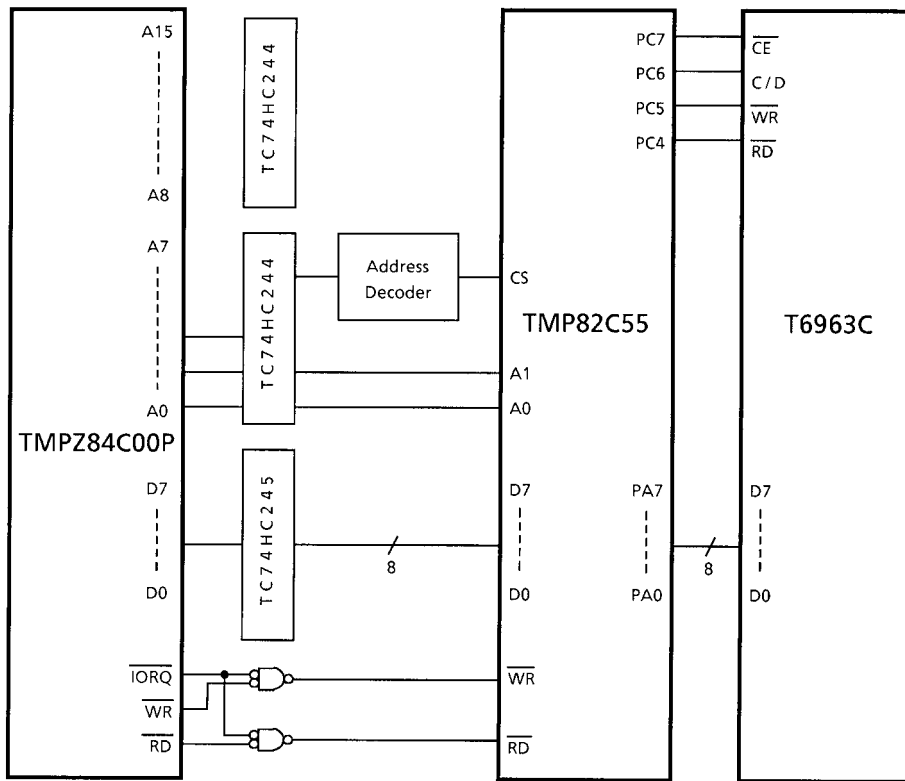 A15
A8
A7
A0
TMPZ84C00P
D7
D0
IORQ
WR
RD
TC74HC244
TC74HC244
TC74HC245
Address
Decoder
8
PC7
PC6
PC5
PC4
CS
TMP82C55
A1
A0
D7
PA7
D0
PA0
WR
RD
8
CE
C/D
WR
RD
T6963C
D7
D0